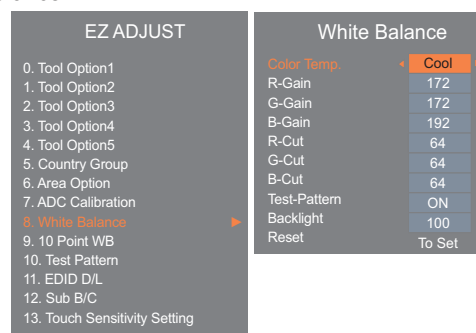 EZ ADJUST
0. Tool Option1
1. Tool Option2
2. Tool Option3
3. Tool Option4
4. Tool Option5
5. Country Group
6. Area Option
7. ADC Calibration
8. White Balance
9. 10 Point WB
10. Test Pattern
11. EDID D/L
12. Sub B/C
13. Touch Sensitivity Setting
White Balance
Color Temp. Cool
R-Gain 172
G-Gain 172
B-Gain 192
R-Cut 64
G-Cut 64
B-Cut 64
Test-Pattern ON
Backlight 100
Reset To Set